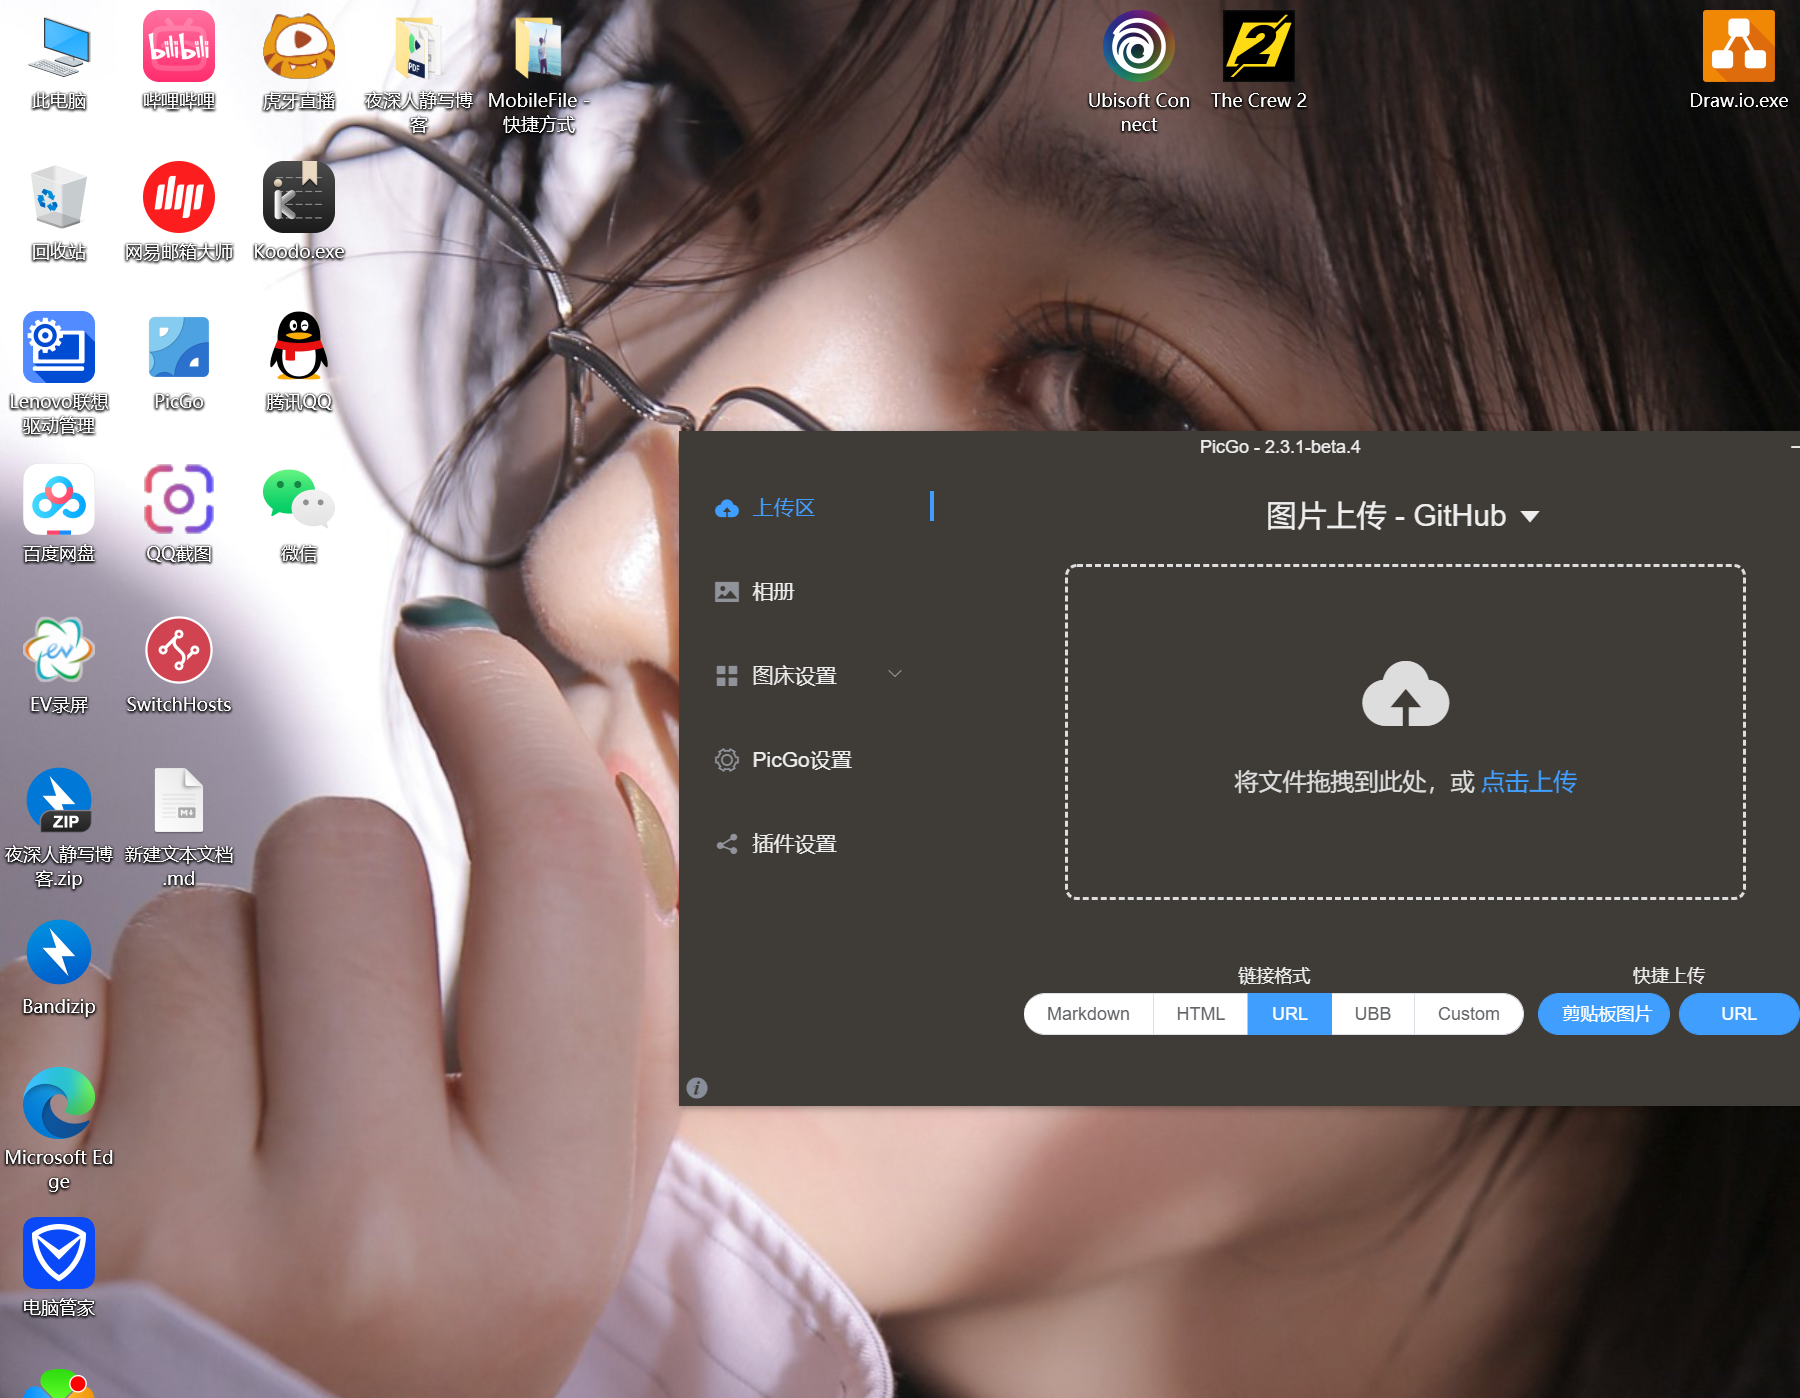 此电脑
bilibili
哔哩哔哩
虎牙直播
PDF
夜深人静写博
客
MobileFile -
快捷方式
Ubisoft Con
nect
2
The Crew 2
Draw.io.exe
回收站
网易邮箱大师
K
Koodo.exe
Lenovo联想
驱动管理
PicGo
腾讯QQ
百度网盘
QQ截图
微信
ev
EV录屏
SwitchHosts
ZIP
夜深人静写博
客.zip
M
新建文本文档
.md
Bandizip
Microsoft Ed
ge
电脑管家
PicGo - 2.3.1-beta.4
上传区
相册
图床设置
PicGo设置
插件设置
图片上传 - GitHub
将文件拖拽到此处，或 点击上传
链接格式
快捷上传
Markdown
HTML
URL
UBB
Custom
剪贴板图片
URL
i